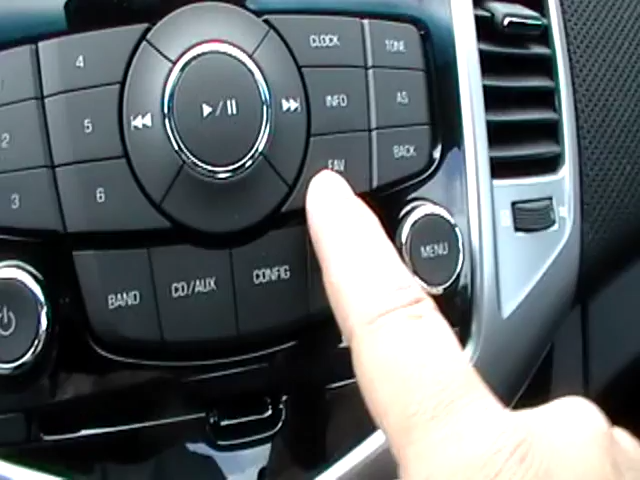 4
CLOCK
TONE
5
INFO
AS
2
FAV
BACK
3
6
MENU
BAND
CD/AUX
CONFIG